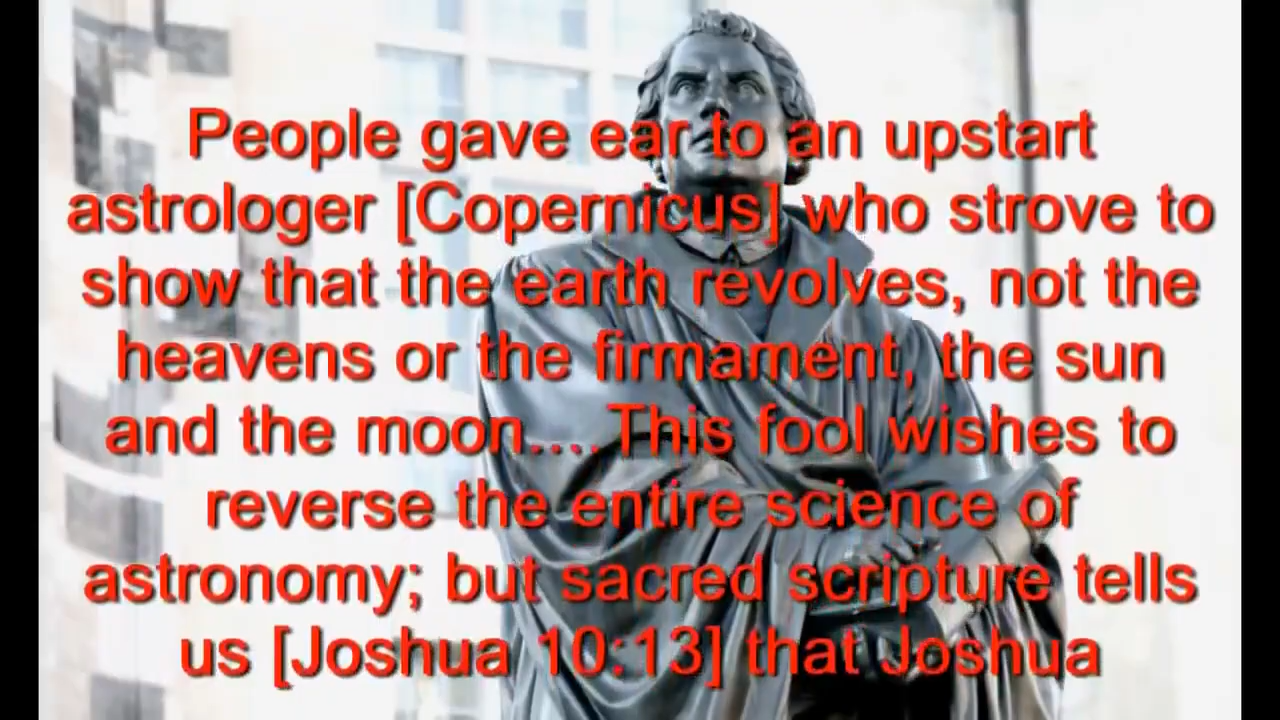 People gave ear to an upstart
astrologer [Copernicus] who strove to
show that the earth revolves, not the
heavens or the firmament, the sun
and the moon....This fool wishes to
reverse the entire science of
astronomy; but sacred scripture tells
us [Joshua 10:13] that Joshua